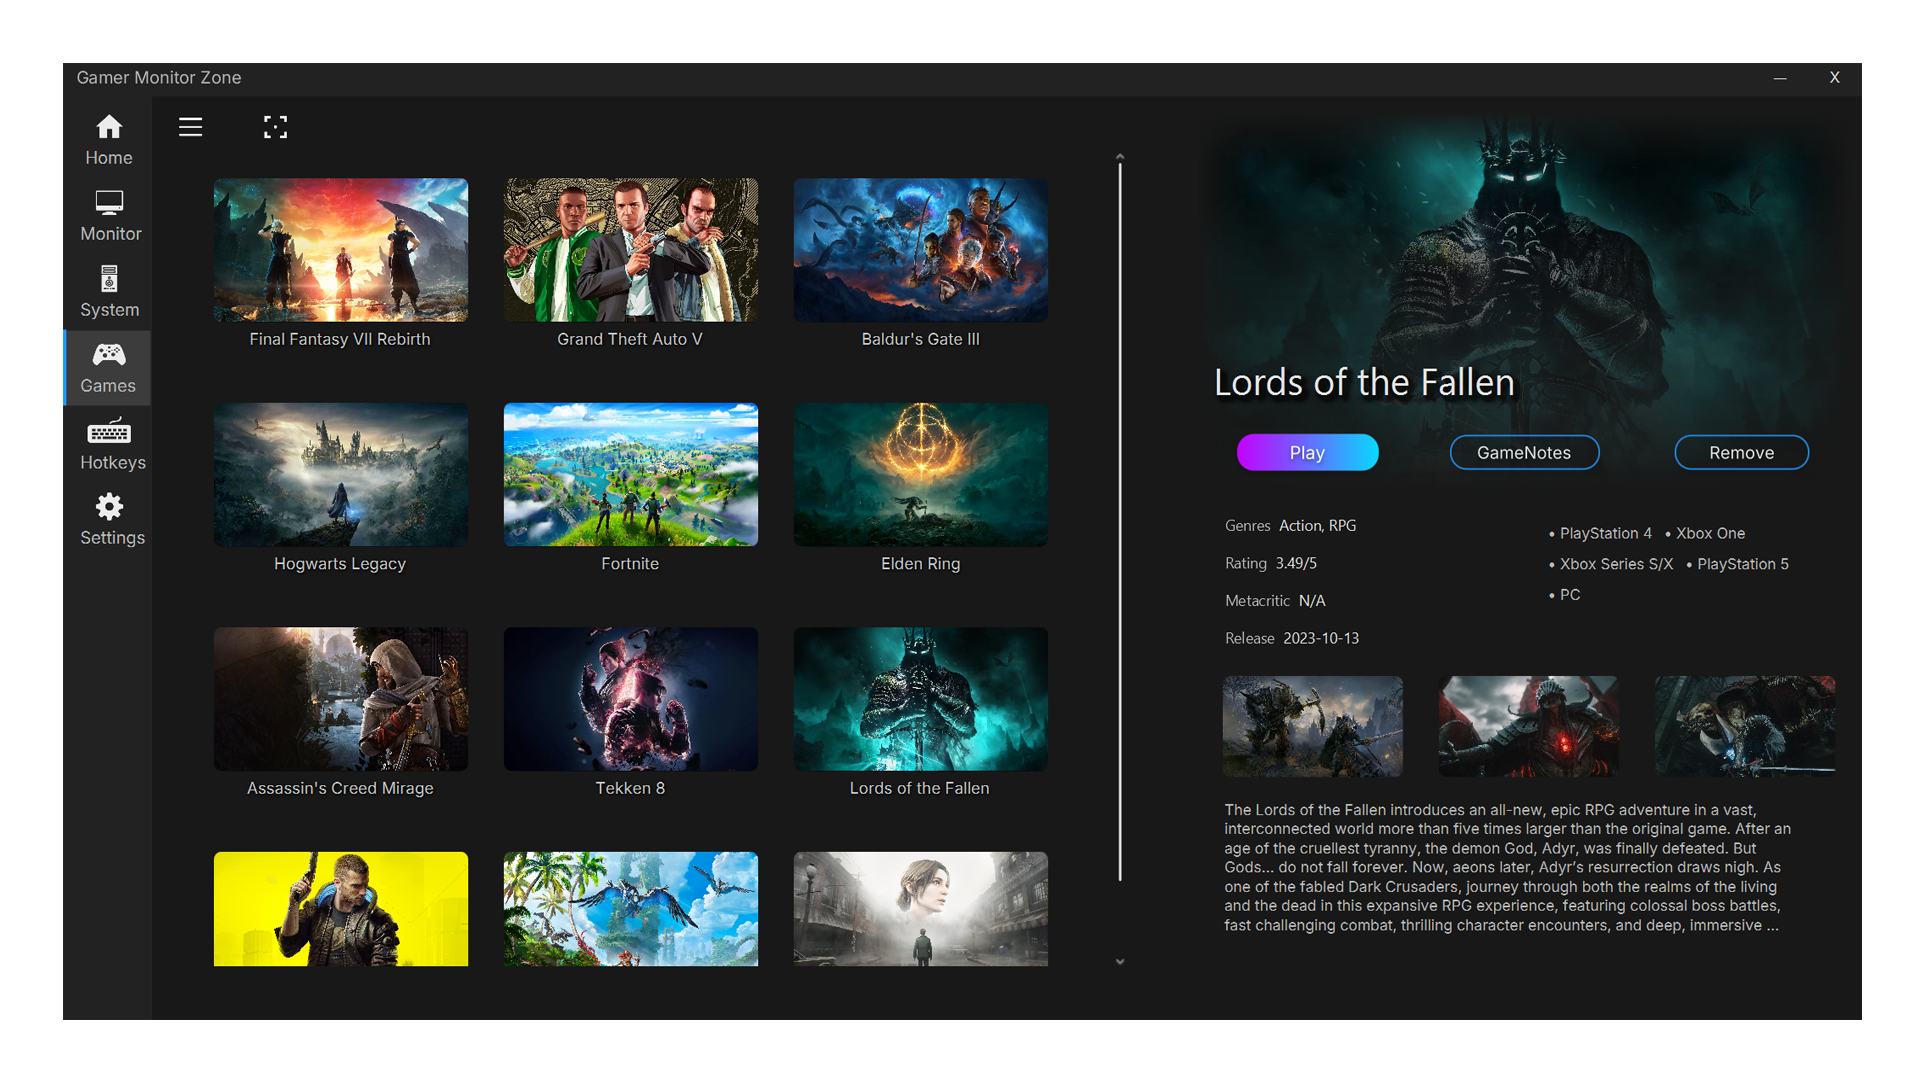 Gamer Monitor Zone
X
Home
Monitor
System
Games
Hotkeys
Settings
Final Fantasy VII Rebirth
Grand Theft Auto V
Baldur's Gate III
Hogwarts Legacy
Fortnite
Elden Ring
Assassin's Creed Mirage
Tekken 8
Lords of the Fallen
Lords of the Fallen
Play
GameNotes
Remove
Genres Action, RPG
Rating 3.49/5
Metacritic N/A
Release 2023-10-13
• PlayStation 4 • Xbox One
• Xbox Series S/X • PlayStation 5
• PC
The Lords of the Fallen introduces an all-new, epic RPG adventure in a vast,
interconnected world more than five times larger than the original game. After an
age of the cruellest tyranny, the demon God, Adyr, was finally defeated. But
Gods... do not fall forever. Now, aeons later, Adyr’s resurrection draws nigh. As
one of the fabled Dark Crusaders, journey through both the realms of the living
and the dead in this expansive RPG experience, featuring colossal boss battles,
fast challenging combat, thrilling character encounters, and deep, immersive ...